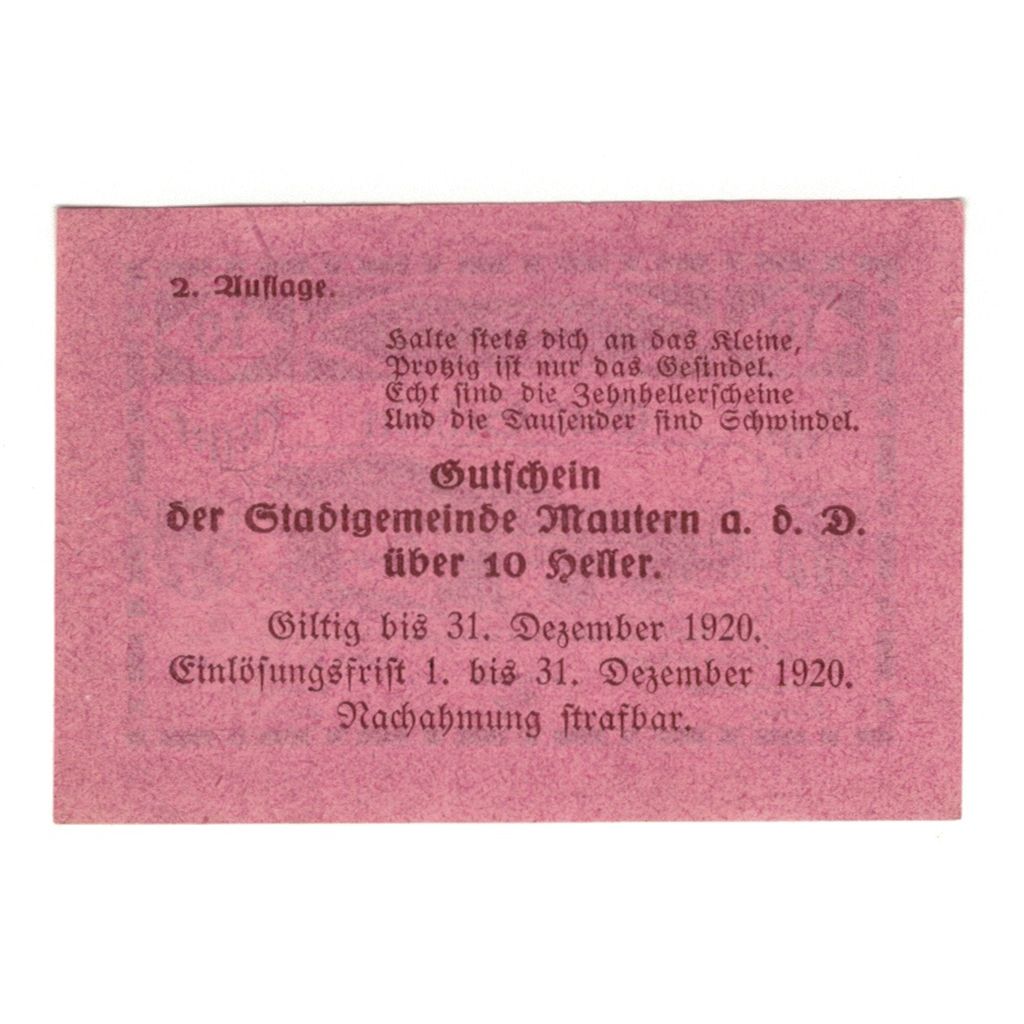 2. Auflage.
Halte stets dich an das Kleine,
Protzig ist nur das Gesindel.
Echt sind die Zehnhellerscheine
Und die Tausender sind Schwindel.
Gutschein
der Stadtgemeinde Mautern a. d. D.
über 10 Heller.
Giltig bis 31. Dezember 1920.
Einlösungsfrist 1. bis 31. Dezember 1920.
Nachahmung strafbar.